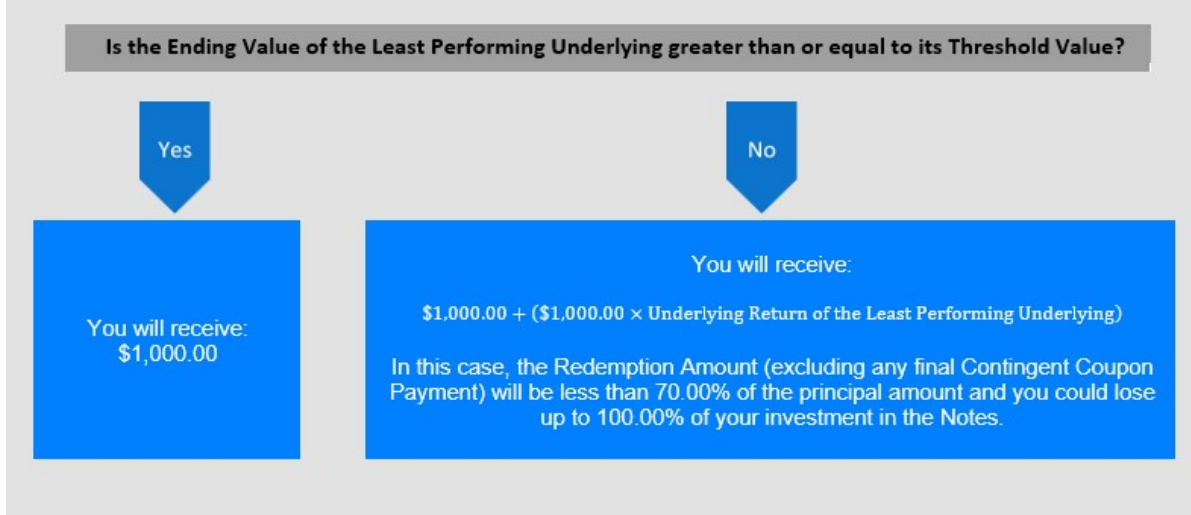 Is the Ending Value of the Least Performing Underlying greater than or equal to its Threshold Value?
Yes
No
You will receive:
$1,000.00
You will receive:
$1,000.00 + ($1,000.00 × Underlying Return of the Least Performing Underlying)
In this case, the Redemption Amount (excluding any final Contingent Coupon
Payment) will be less than 70.00% of the principal amount and you could lose
up to 100.00% of your investment in the Notes.